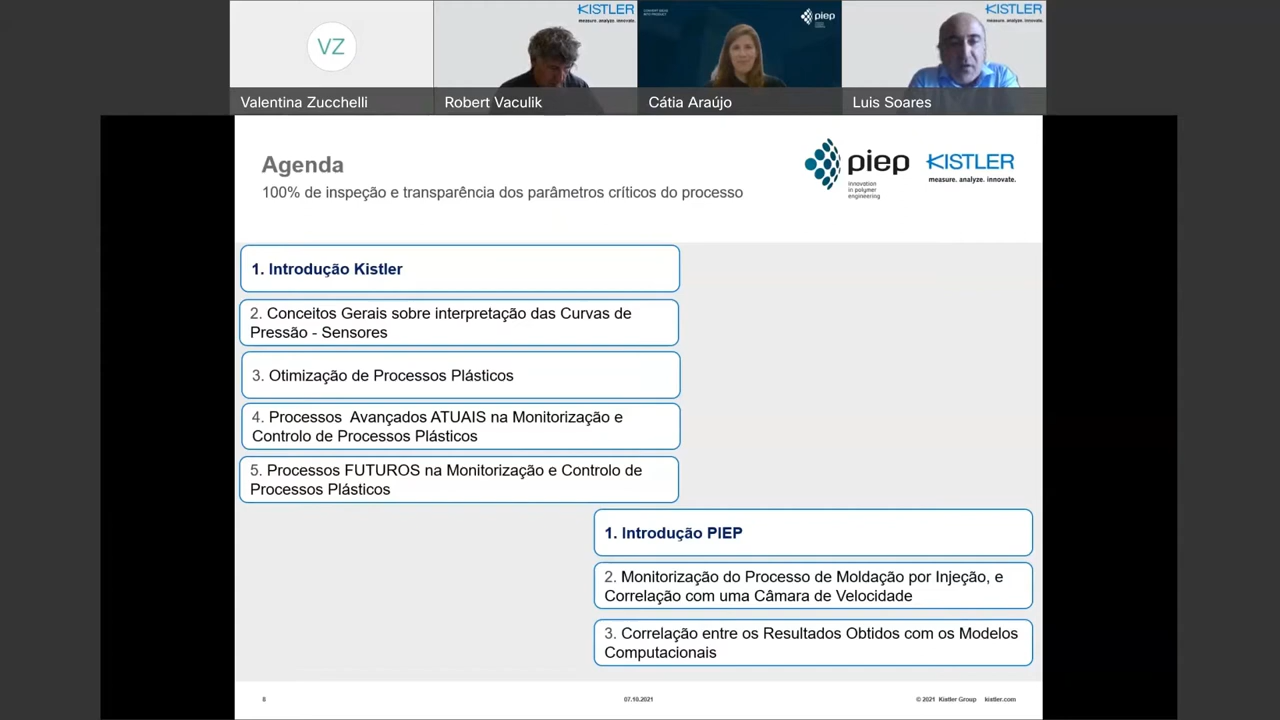 VZ
KISTLER
measure. analyze. innovate.
piep
KISTLER
measure. analyze. innovate.
Valentina Zucchelli
Robert Vaculik
Cátia Araújo
Luis Soares
Agenda
100% de inspeção e transparência dos parâmetros críticos do processo
piep
innovation
in polymer
engineering
KISTLER
measure. analyze. innovate.
1. Introdução Kistler
2. Conceitos Gerais sobre interpretação das Curvas de
Pressão - Sensores
3. Otimização de Processos Plásticos
4. Processos Avançados ATUAIS na Monitorização e
Controlo de Processos Plásticos
5. Processos FUTUROS na Monitorização e Controlo de
Processos Plásticos
1. Introdução PIEP
2. Monitorização do Processo de Moldação por Injeção, e
Correlação com uma Câmara de Velocidade
3. Correlação entre os Resultados Obtidos com os Modelos
Computacionais
07.10.2021
© 2021 Kistler Group kistler.com